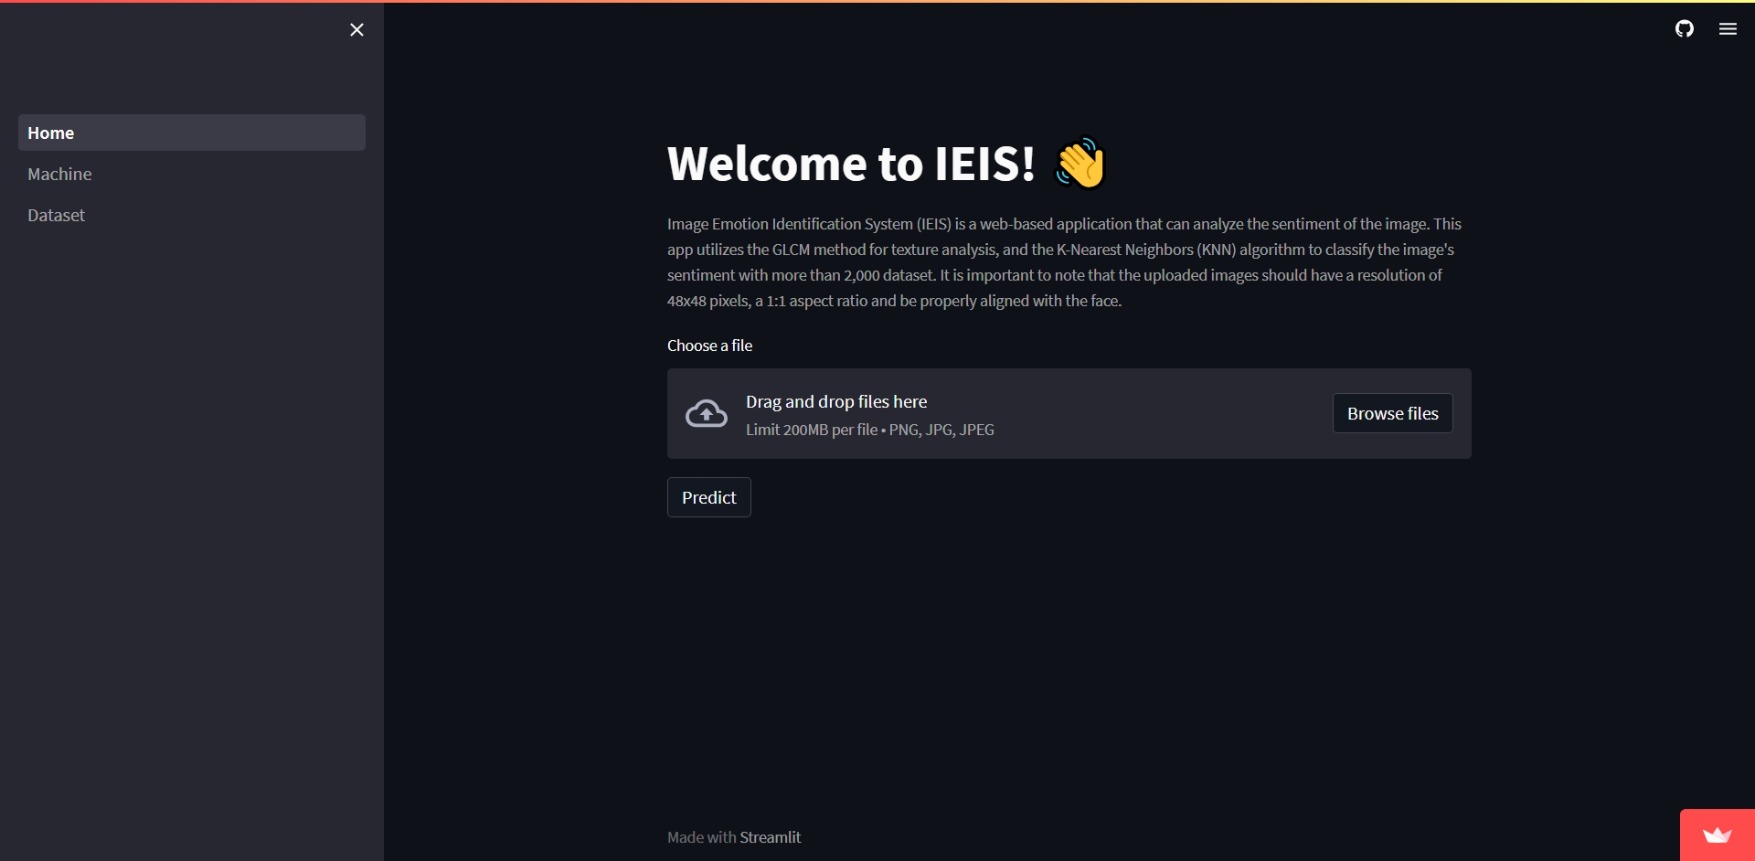 Home
Machine
Dataset
Welcome to IEIS! 👋
Image Emotion Identification System (IEIS) is a web-based application that can analyze the sentiment of the image. This
app utilizes the GLCM method for texture analysis, and the K-Nearest Neighbors (KNN) algorithm to classify the image's
sentiment with more than 2,000 dataset. It is important to note that the uploaded images should have a resolution of
48x48 pixels, a 1:1 aspect ratio and be properly aligned with the face.
Choose a file
Drag and drop files here
Limit 200MB per file • PNG, JPG, JPEG
Browse files
Predict
Made with Streamlit